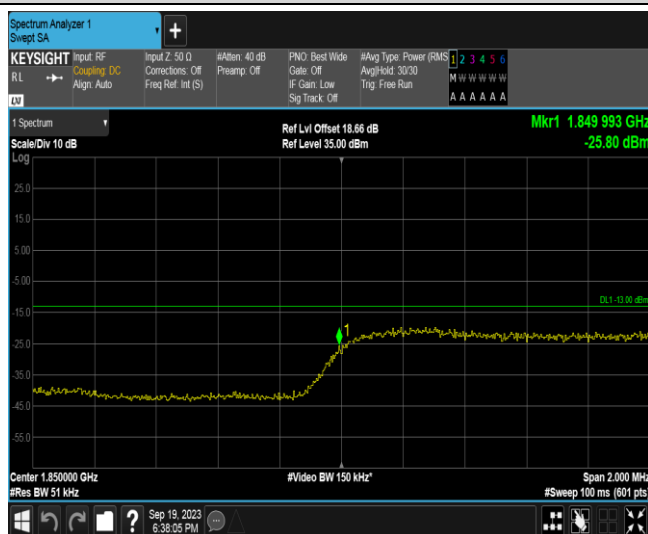 Spectrum Analyzer 1
Swept SA
+
KEYSIGHT
R L
LXI
Input: RF
Coupling: DC
Align: Auto
Input Z: 50 Ω
Corrections: Off
Freq Ref: Int (S)
#Atten: 40 dB
Preamp: Off
PNO: Best Wide
Gate: Off
IF Gain: Low
Sig Track: Off
#Avg Type: Power (RMS
Avg|Hold: 30/30
Trig: Free Run
1 2 3 4 5 6
M W W W W W
A A A A A A
1 Spectrum
Scale/Div 10 dB
Log
Ref Lvl Offset 18.66 dB
Ref Level 35.00 dBm
Mkr1 1.849 993 GHz
-25.80 dBm
25.0
15.0
5.00
-5.00
DL1 -13.00 dBm
-15.0
1
-25.0
-35.0
-45.0
-55.0
Center 1.850000 GHz
#Res BW 51 kHz
#Video BW 150 kHz*
Span 2.000 MHz
#Sweep 100 ms (601 pts)
?
Sep 19, 2023
6:38:05 PM